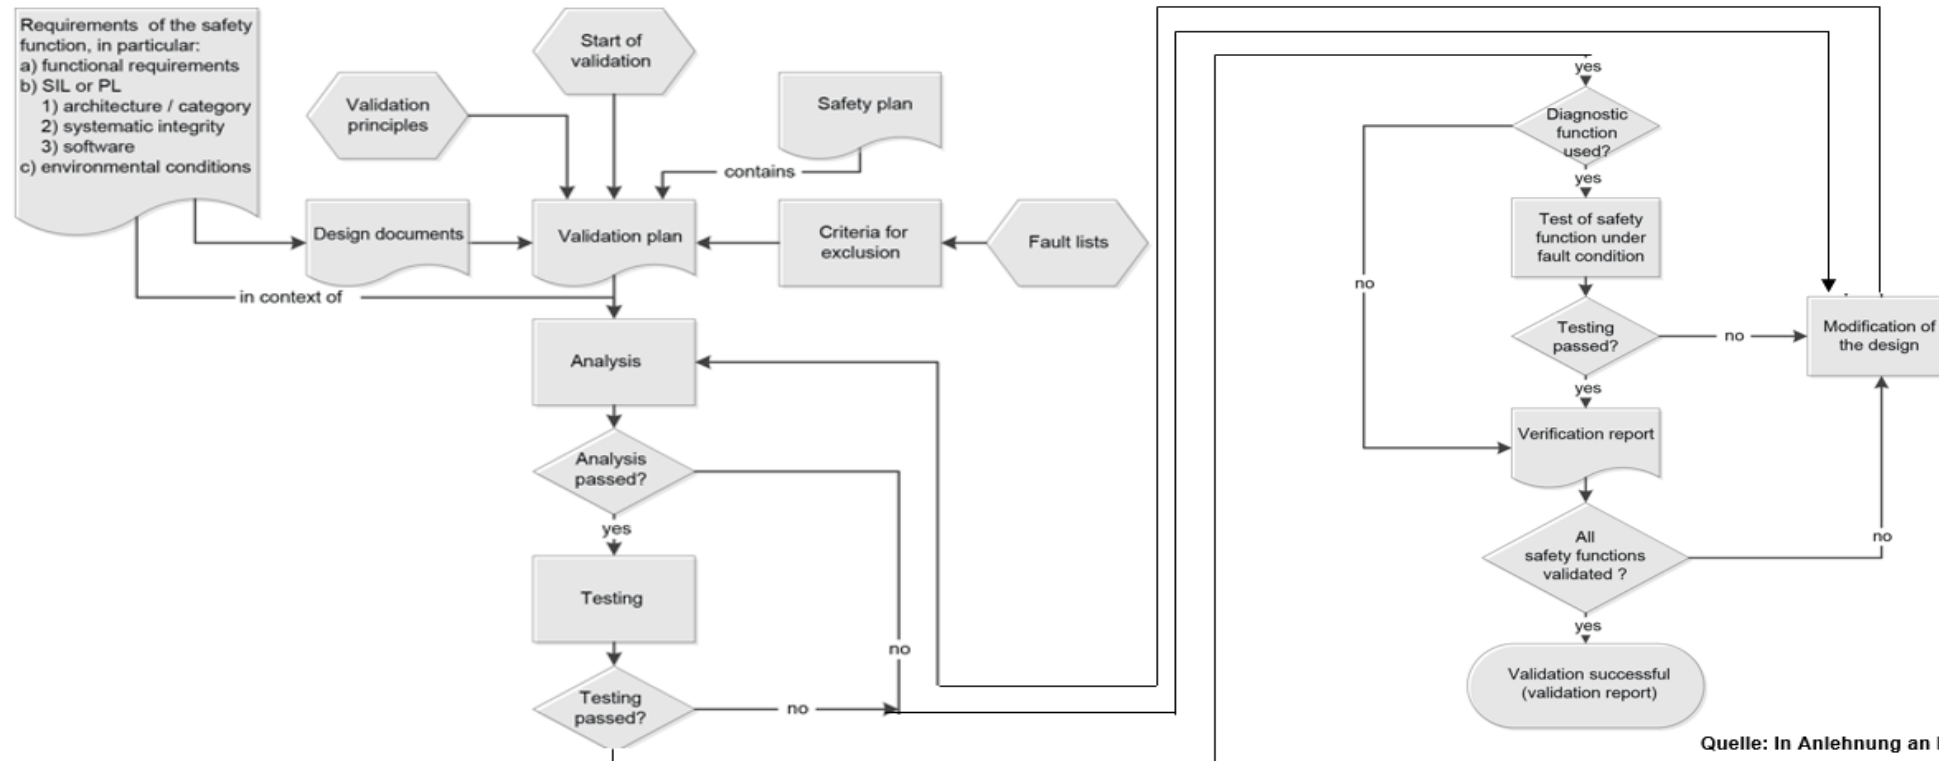 Requirements of the safety
function, in particular:
a) functional requirements
b) SIL or PL
1) architecture / category
2) systematic integrity
3) software
c) environmental conditions
Start of
validation
Validation
principles
Safety plan
contains
Design documents
Validation plan
Criteria for
exclusion
Fault lists
in context of
Analysis
Analysis
passed?
yes
no
Testing
Testing
passed?
no
yes
Diagnostic
function
used?
yes
no
Test of safety
function under
fault condition
Testing
passed?
no
Modification of
the design
yes
Verification report
All
safety functions
validated ?
no
yes
Validation successful
(validation report)
Quelle: In Anlehnung an